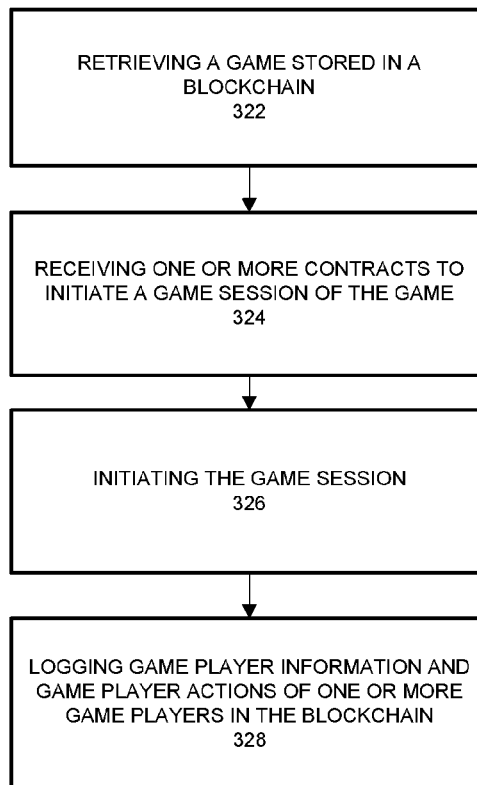 RETRIEVING A GAME STORED IN A
BLOCKCHAIN
322
RECEIVING ONE OR MORE CONTRACTS TO
INITIATE A GAME SESSION OF THE GAME
324
INITIATING THE GAME SESSION
326
LOGGING GAME PLAYER INFORMATION AND
GAME PLAYER ACTIONS OF ONE OR MORE
GAME PLAYERS IN THE BLOCKCHAIN
328